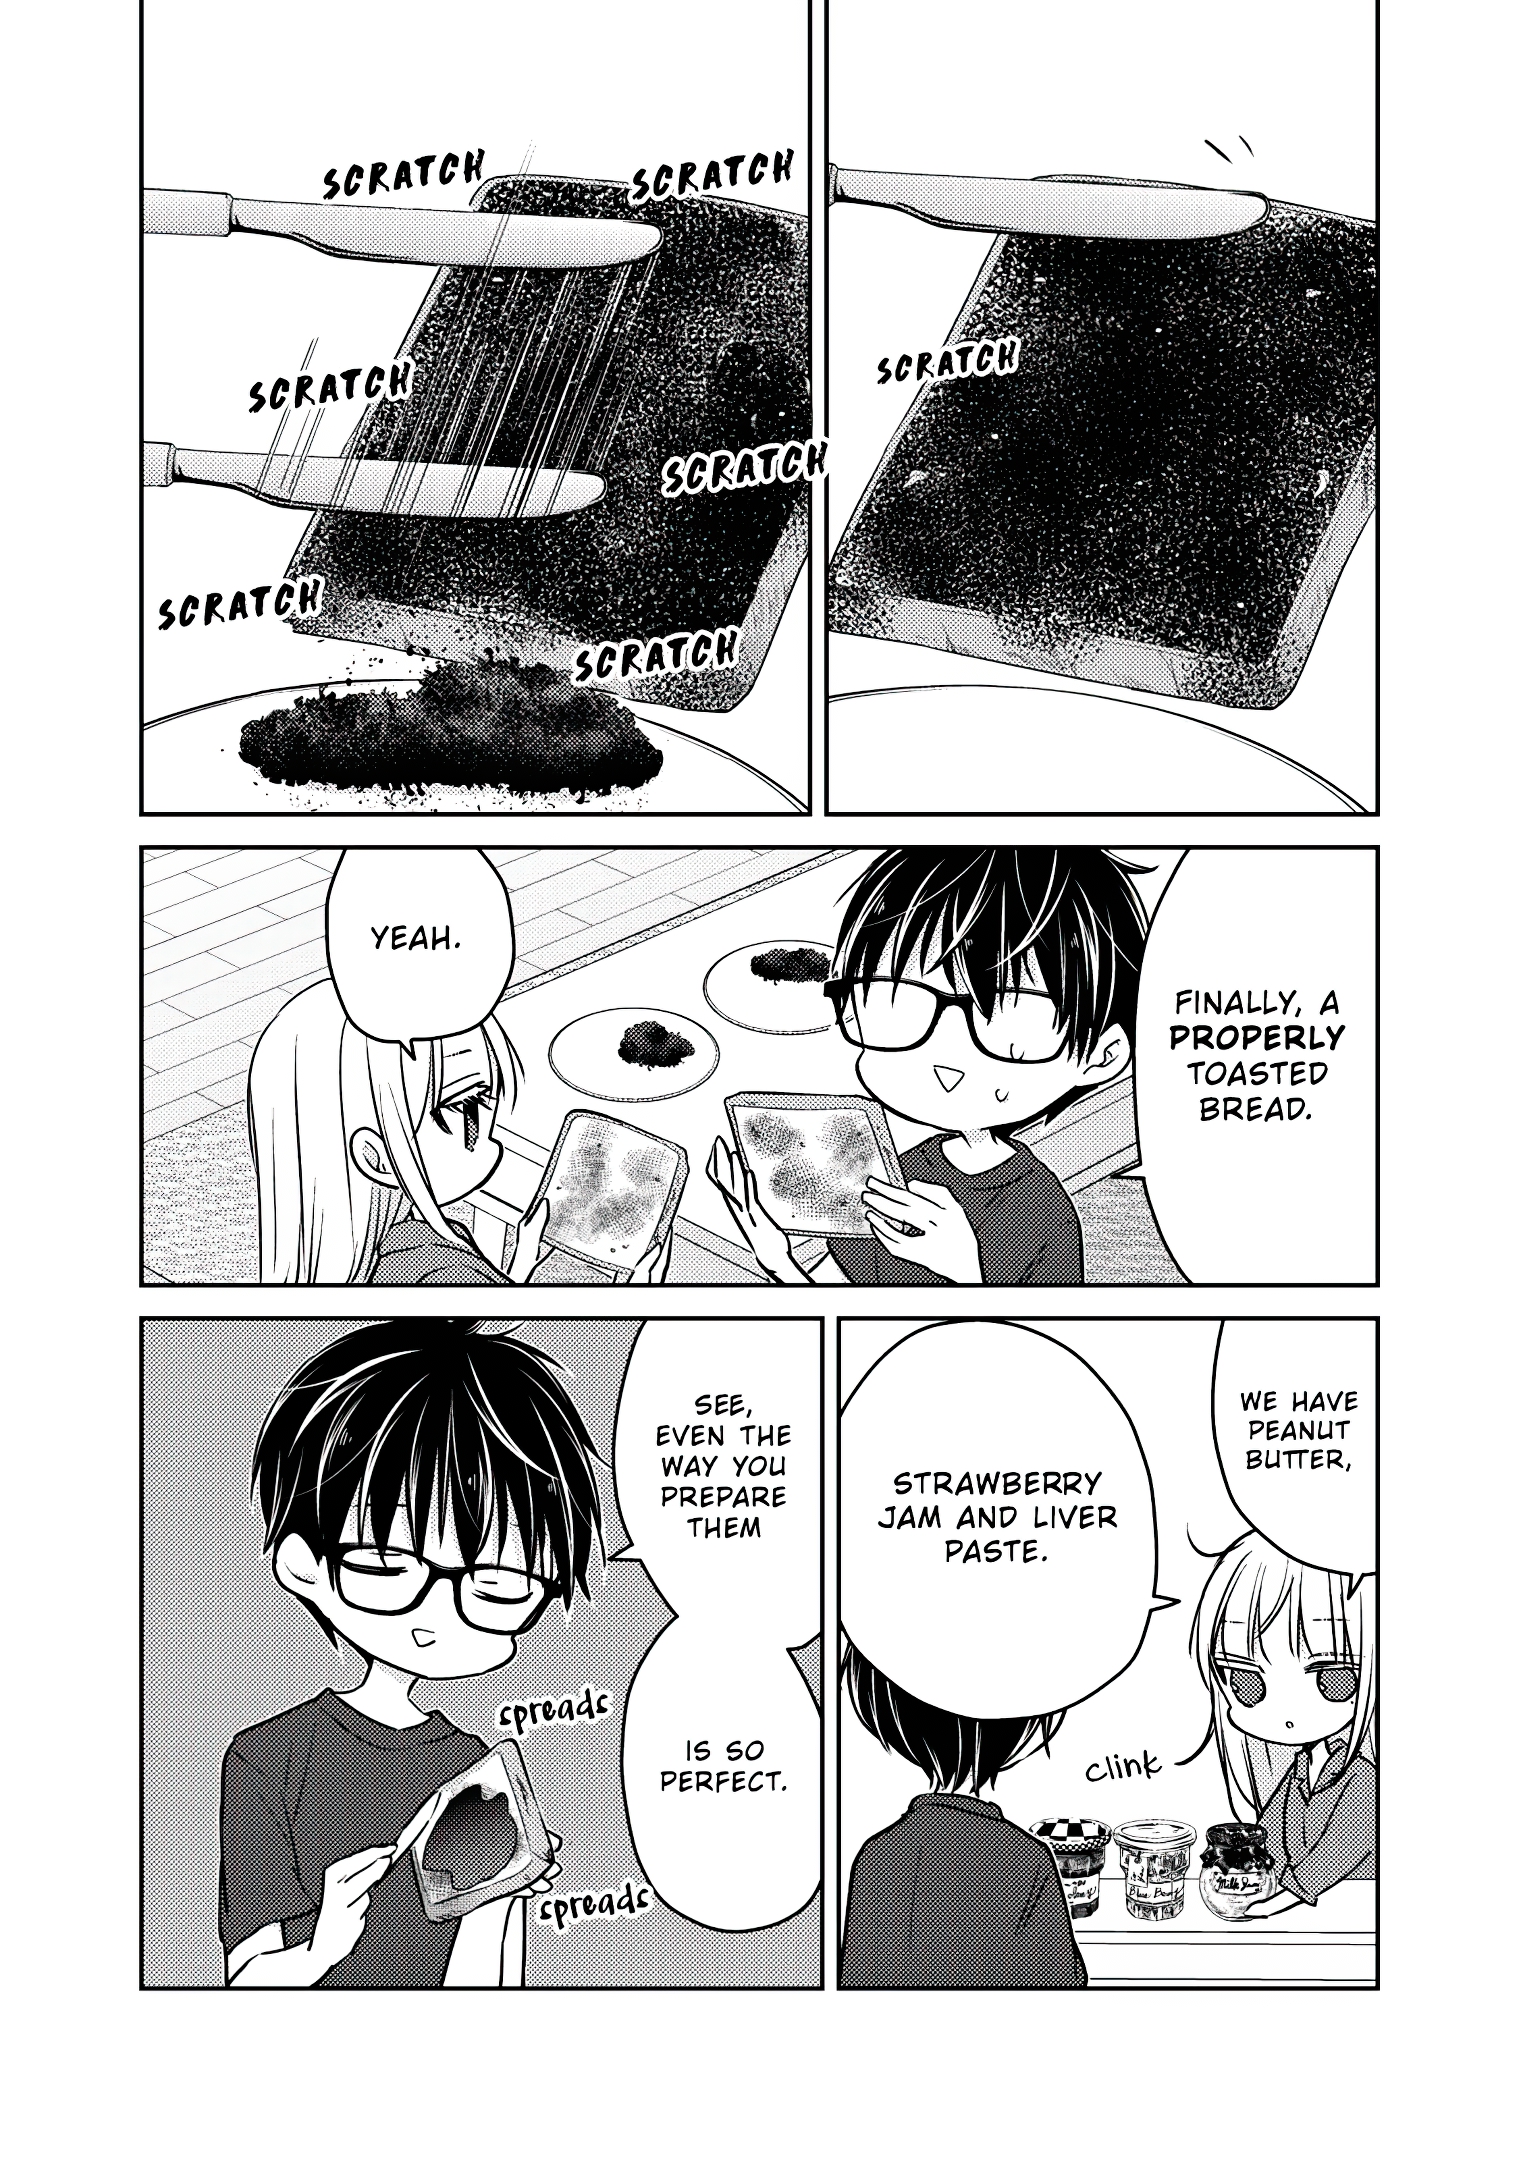 SCRATCH
SCRATCH
SCRATCH
SCRATCH
SCRATCH
SCRATCH
SCRATCH
FINALLY, A
PROPERLY
TOASTED
BREAD.
YEAH.
WE HAVE
PEANUT
BUTTER,
STRAWBERRY
JAM AND LIVER
PASTE.
clink
SEE,
EVEN THE
WAY YOU
PREPARE
THEM
IS SO
PERFECT.
spreads
spreads